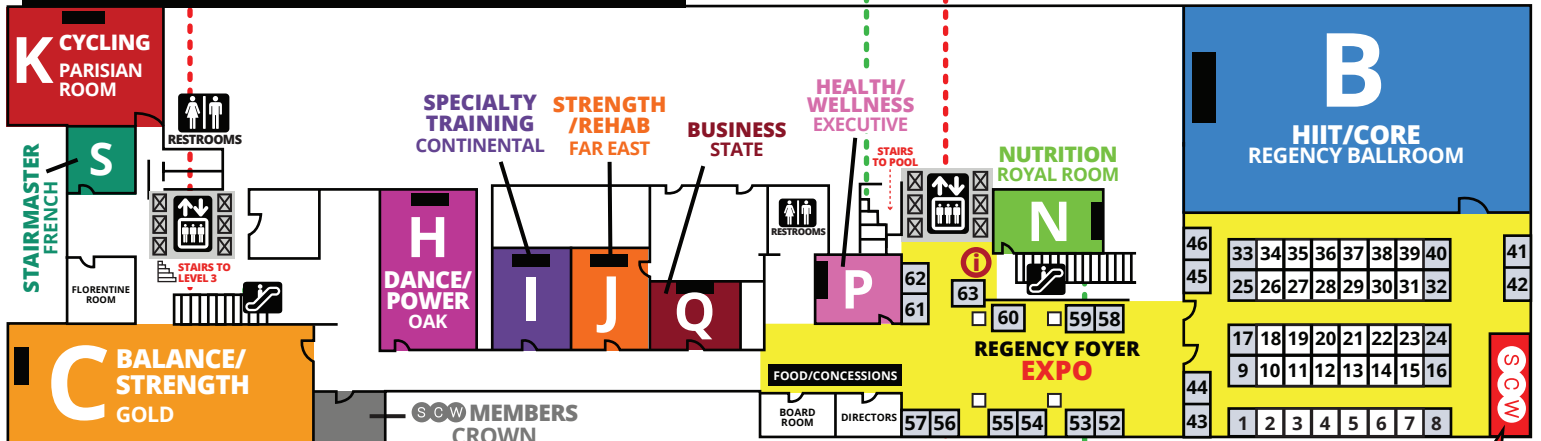 K
CYCLING
PARISIAN
ROOM
RESTROOMS
S
STAIRMASTER
FRENCH
STAIRS TO
LEVEL 3
FLORENTINE
ROOM
C
BALANCE/
STRENGTH
GOLD
SCW MEMBERS
CROWN
H
DANCE/
POWER
OAK
SPECIALTY
TRAINING
CONTINENTAL
I
STRENGTH
/REHAB
FAR EAST
J
BUSINESS
STATE
Q
RESTROOMS
HEALTH/
WELLNESS
EXECUTIVE
P
STAIRS
TO POOL
NUTRITION
ROYAL ROOM
N
i
62
61
63
60
59 58
REGENCY FOYER
EXPO
FOOD/CONCESSIONS
BOARD
ROOM
DIRECTORS
57 56
55 54
53 52
B
HIIT/CORE
REGENCY BALLROOM
46
45
44
43
33 34 35 36 37 38 39 40
25 26 27 28 29 30 31 32
17 18 19 20 21 22 23 24
9 10 11 12 13 14 15 16
1 2 3 4 5 6 7 8
41
42
SCW